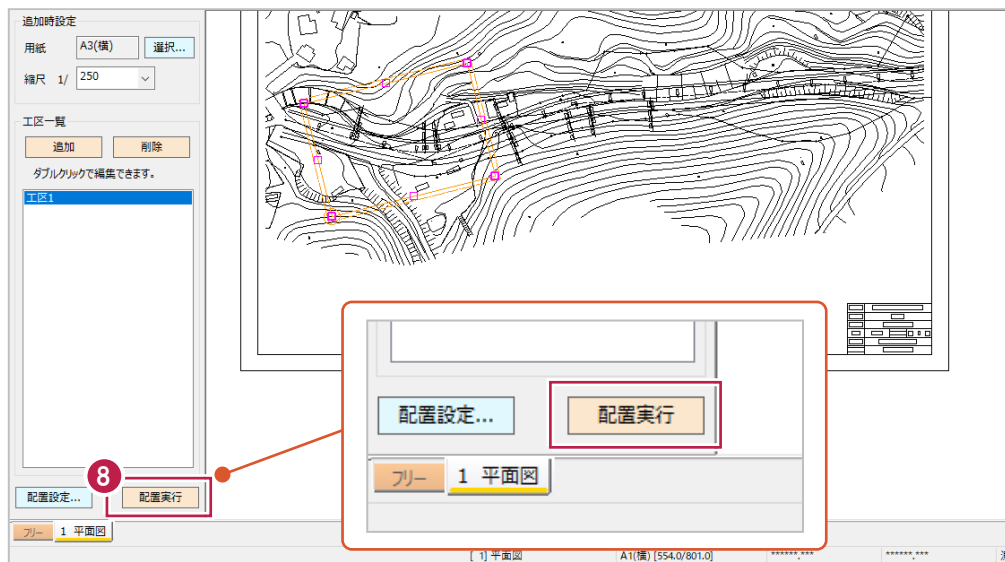 追加時設定
用紙 A3(横) 選択...
縮尺 1/ 250
工区一覧
追加 削除
ダブルクリックで編集できます。
工区1
配置設定... 配置実行
フリー 1 平面図
8
配置設定... 配置実行
フリー 1 平面図
[ 1] 平面図 A1(横) [554.0/801.0] ******.*** ******.***